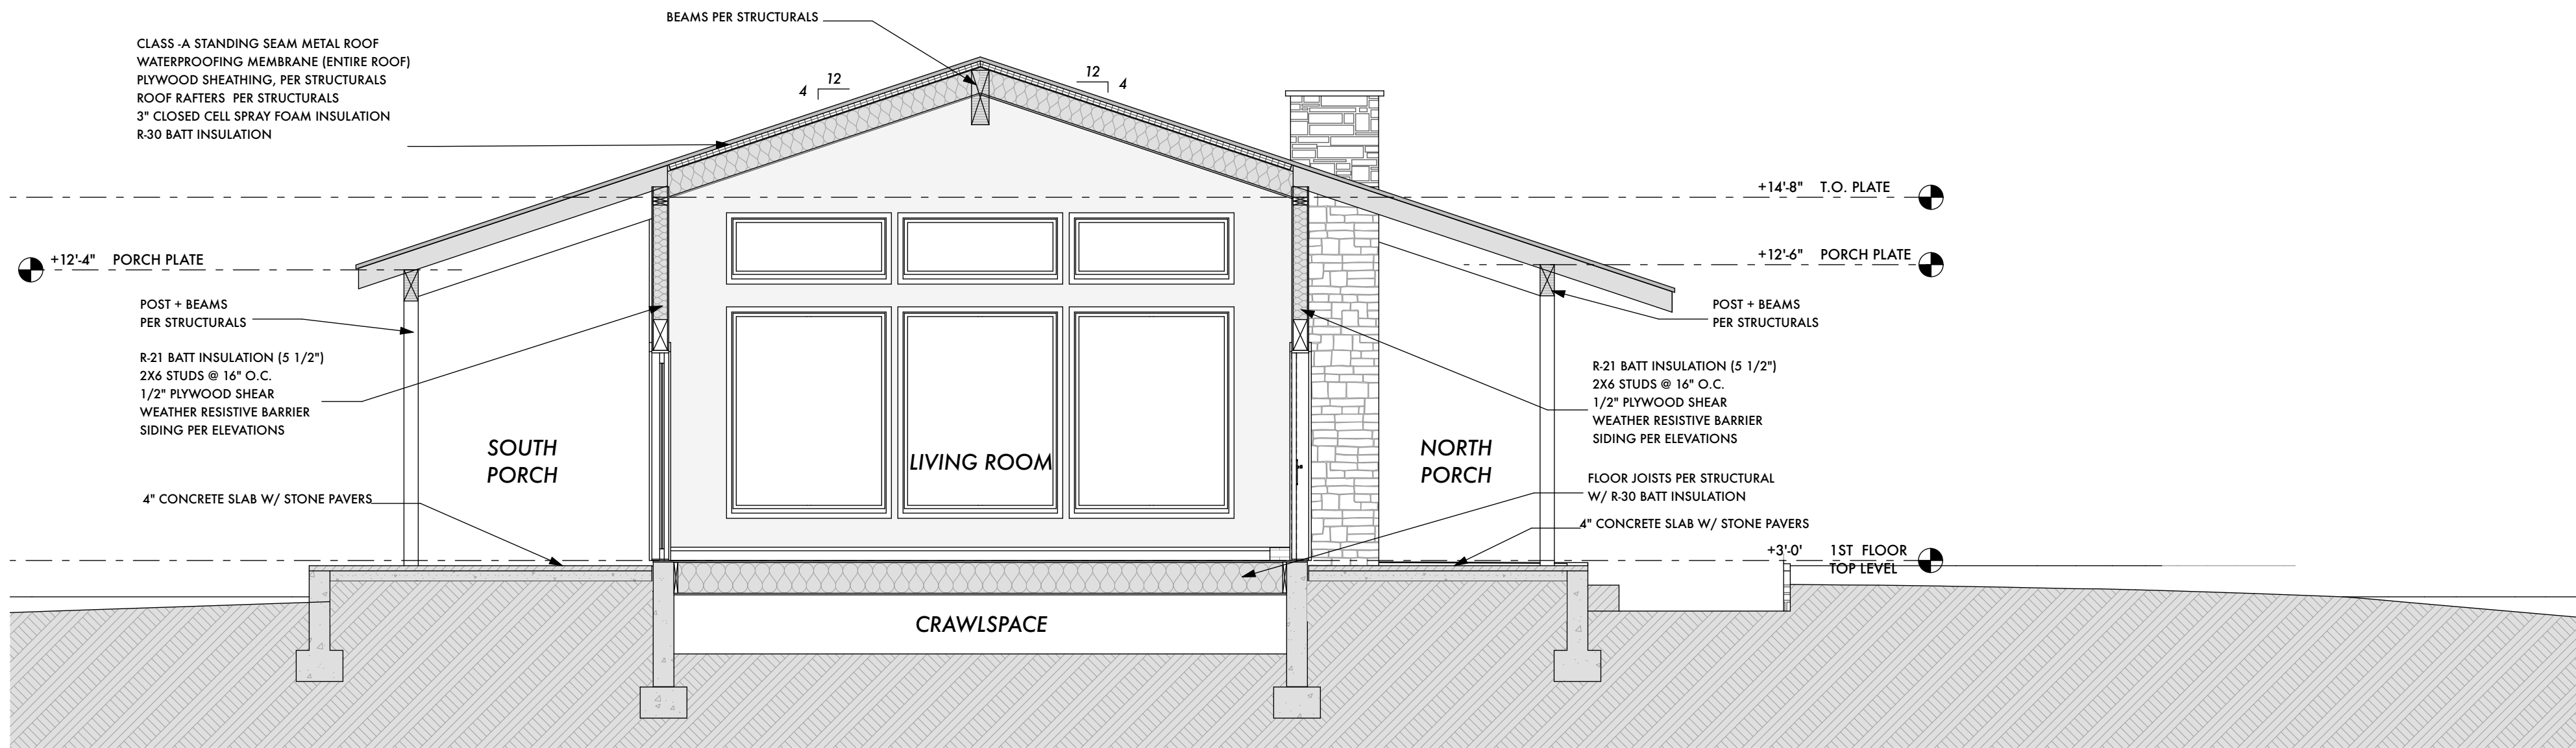 BEAMS PER STRUCTURALS
CLASS -A STANDING SEAM METAL ROOF
WATERPROOFING MEMBRANE (ENTIRE ROOF)
PLYWOOD SHEATHING, PER STRUCTURALS
ROOF RAFTERS PER STRUCTURALS
3" CLOSED CELL SPRAY FOAM INSULATION
R-30 BATT INSULATION
12
4
12
4
+14'-8" T.O. PLATE
+12'-4" PORCH PLATE
+12'-6" PORCH PLATE
POST + BEAMS
PER STRUCTURALS
POST + BEAMS
PER STRUCTURALS
R-21 BATT INSULATION (5 1/2")
2X6 STUDS @ 16" O.C.
1/2" PLYWOOD SHEAR
WEATHER RESISTIVE BARRIER
SIDING PER ELEVATIONS
R-21 BATT INSULATION (5 1/2")
2X6 STUDS @ 16" O.C.
1/2" PLYWOOD SHEAR
WEATHER RESISTIVE BARRIER
SIDING PER ELEVATIONS
SOUTH
PORCH
LIVING ROOM
NORTH
PORCH
4" CONCRETE SLAB W/ STONE PAVERS
FLOOR JOISTS PER STRUCTURAL
W/ R-30 BATT INSULATION
4" CONCRETE SLAB W/ STONE PAVERS
+3'-0' 1ST FLOOR
TOP LEVEL
CRAWLSPACE